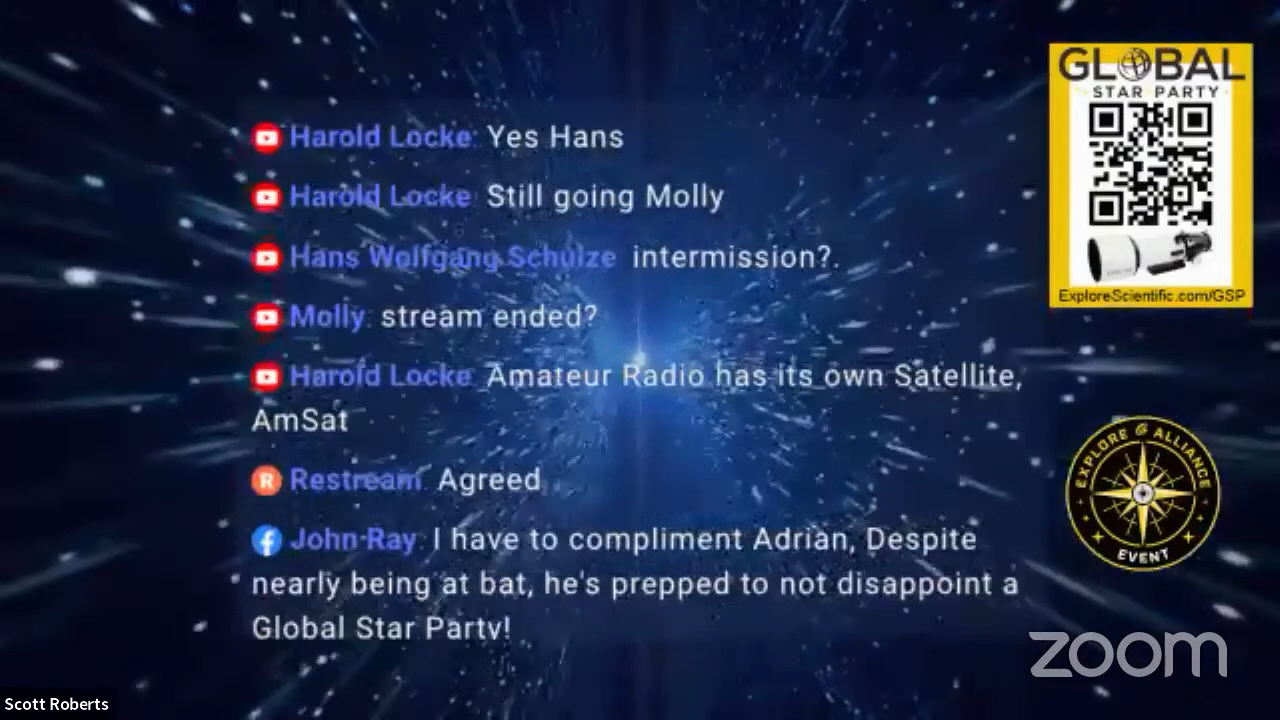 Harold Locke: Yes Hans
Harold Locke: Still going Molly
Hans Wolfgang Schulze: intermission?.
Molly: stream ended?
Harold Locke: Amateur Radio has its own Satellite,
AmSat
Restream: Agreed
John Ray: I have to compliment Adrian, Despite
nearly being at bat, he's prepped to not disappoint a
Global Star Party!
GLOBAL
STAR PARTY
ExploreScientific.com/GSP
EXPLORE ALLIANCE
EVENT
zoom
Scott Roberts